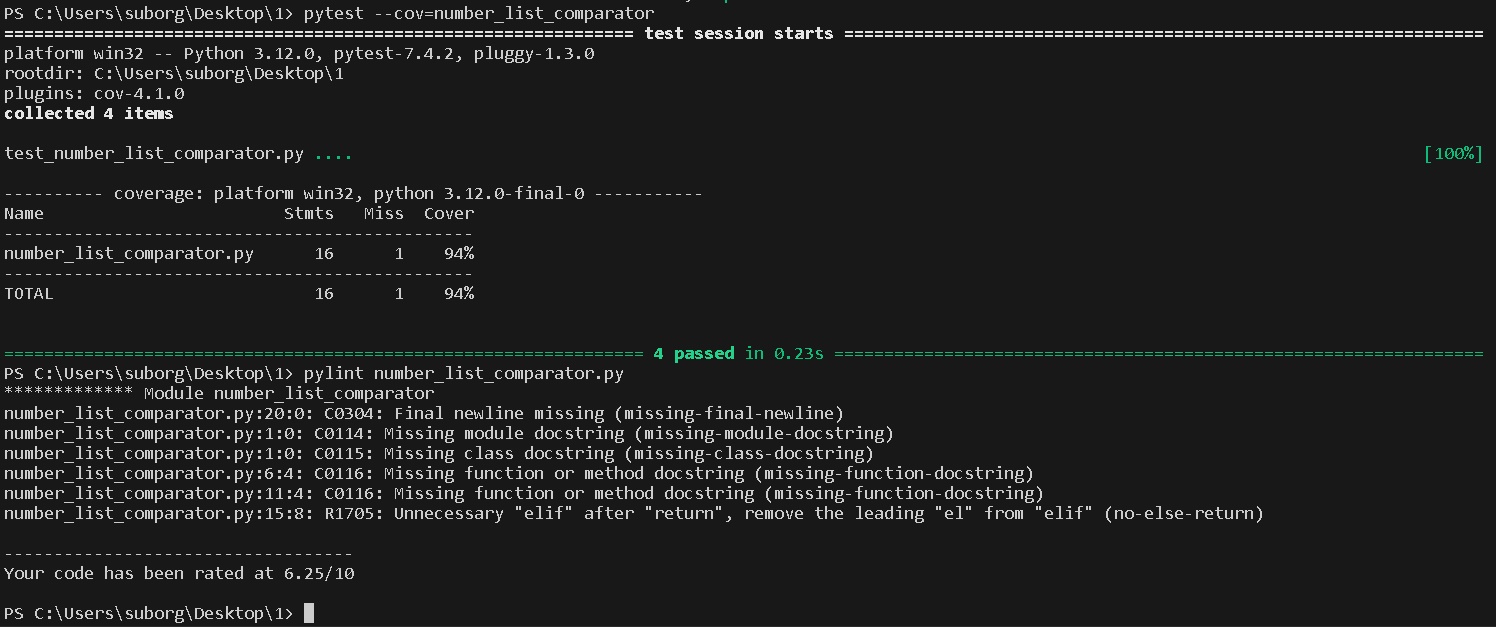 PS C:\Users\suborg\Desktop\1> pytest --cov=number_list_comparator
=============================================================== test session starts ================================================================
platform win32 -- Python 3.12.0, pytest-7.4.2, pluggy-1.3.0
rootdir: C:\Users\suborg\Desktop\1
plugins: cov-4.1.0
collected 4 items
test_number_list_comparator.py .... [100%]
---------- coverage: platform win32, python 3.12.0-final-0 -----------
Name                        Stmts   Miss  Cover
-----------------------------------------------
number_list_comparator.py      16      1    94%
-----------------------------------------------
TOTAL                          16      1    94%
================================================================ 4 passed in 0.23s =================================================================
PS C:\Users\suborg\Desktop\1> pylint number_list_comparator.py
************* Module number_list_comparator
number_list_comparator.py:20:0: C0304: Final newline missing (missing-final-newline)
number_list_comparator.py:1:0: C0114: Missing module docstring (missing-module-docstring)
number_list_comparator.py:1:0: C0115: Missing class docstring (missing-class-docstring)
number_list_comparator.py:6:4: C0116: Missing function or method docstring (missing-function-docstring)
number_list_comparator.py:11:4: C0116: Missing function or method docstring (missing-function-docstring)
number_list_comparator.py:15:8: R1705: Unnecessary "elif" after "return", remove the leading "el" from "elif" (no-else-return)
-----------------------------------
Your code has been rated at 6.25/10
PS C:\Users\suborg\Desktop\1>